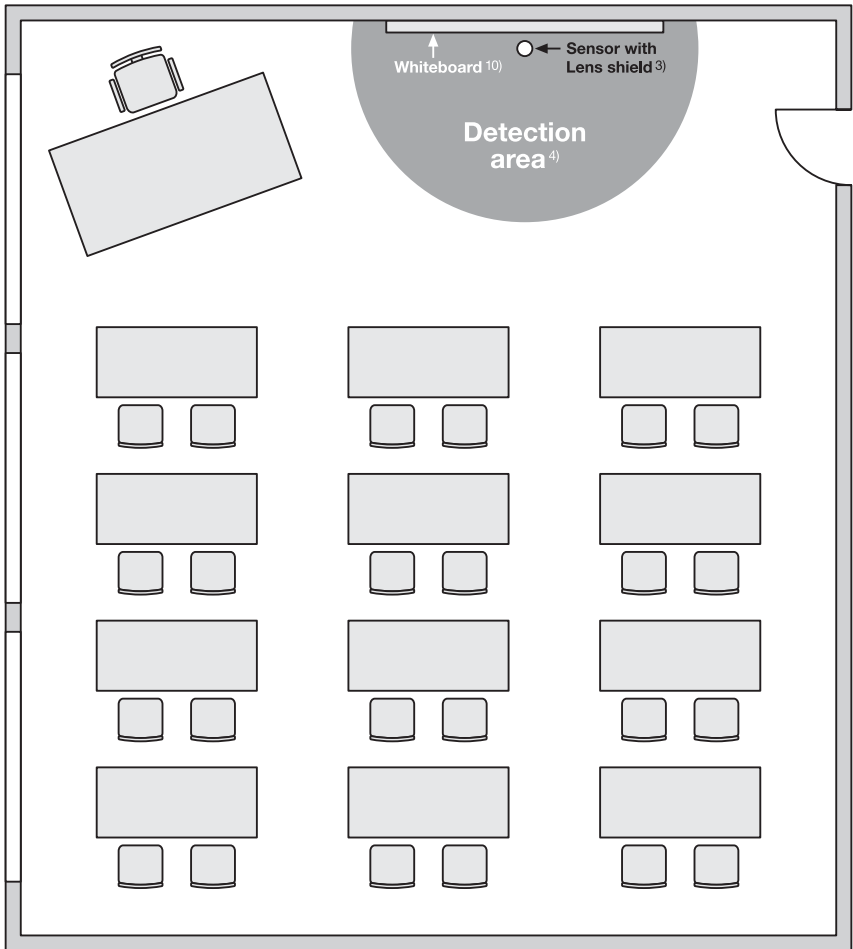 Whiteboard 10)
Sensor with
Lens shield 3)
Detection
area 4)